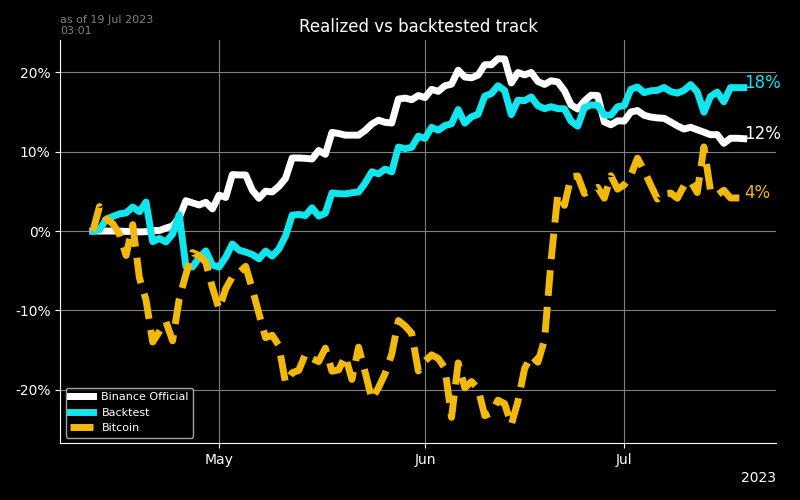 as of 19 Jul 2023
03:01
Realized vs backtested track
20%
10%
0%
-10%
-20%
18%
12%
4%
Binance Official
Backtest
Bitcoin
May
Jun
Jul
2023